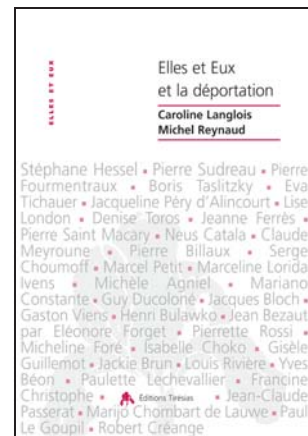 ELLES ET EUX
Elles et Eux
et la déportation
Caroline Langlois
Michel Reynaud
Stéphane Hessel • Pierre Sudreau • Pierre
Fourmentraux • Boris Taslitzky • Eva
Tichauer • Jacqueline Péry d'Alincourt • Lise
London • Denise Toros • Jeanne Ferrès •
Pierre Saint Macary • Neus Catala • Claude
Meyroune • Pierre Billaux • Serge
Choumoff • Marcel Petit • Marceline Loridan
Ivens • Michèle Agniel • Mariano
Constante • Guy Ducoloné • Jacques Bloch •
Gaston Viens • Henri Bulawko • Jean Bezaut
par Eléonore Forget • Pierrette Rossi •
Micheline Foré • Isabelle Choko • Gisèle
Guillemot • Jackie Brun • Louis Rivière • Yves
Béon • Paulette Lechevallier • Francine
Christophe • Editions Tiresias • Jean-Claude
Passerat • Marijo Chombart de Lauwe • Paul
Le Goupil • Robert Créange